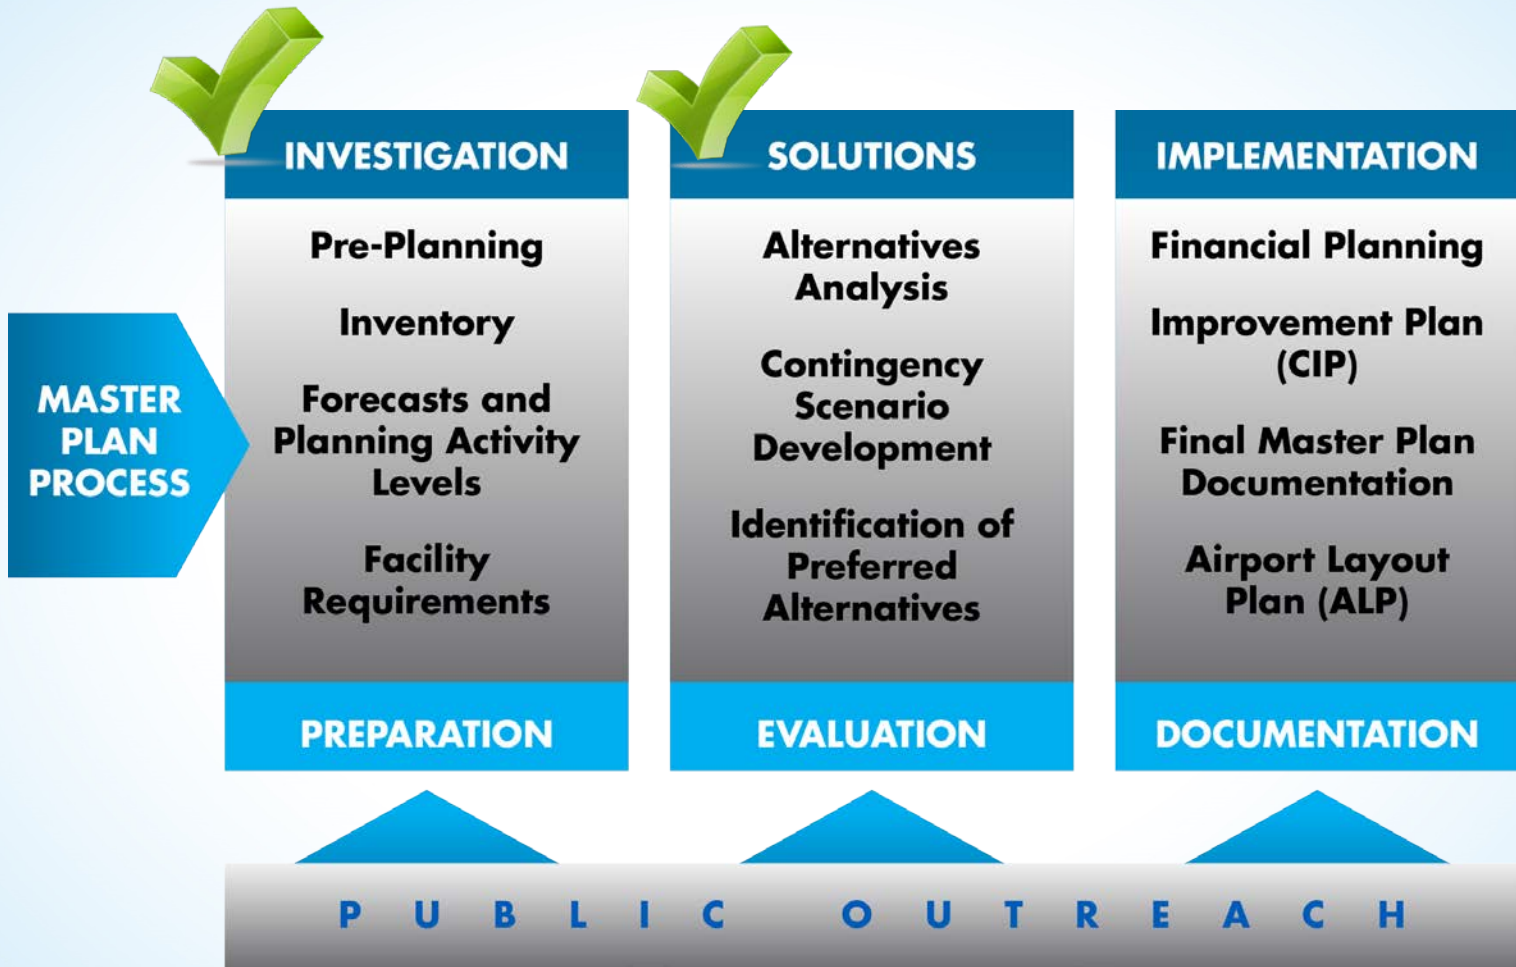 MASTER
PLAN
PROCESS
INVESTIGATION
Pre-Planning
Inventory
Forecasts and
Planning Activity
Levels
Facility
Requirements
PREPARATION
SOLUTIONS
Alternatives
Analysis
Contingency
Scenario
Development
Identification of
Preferred
Alternatives
EVALUATION
IMPLEMENTATION
Financial Planning
Improvement Plan
(CIP)
Final Master Plan
Documentation
Airport Layout
Plan (ALP)
DOCUMENTATION
PUBLIC OUTREACH